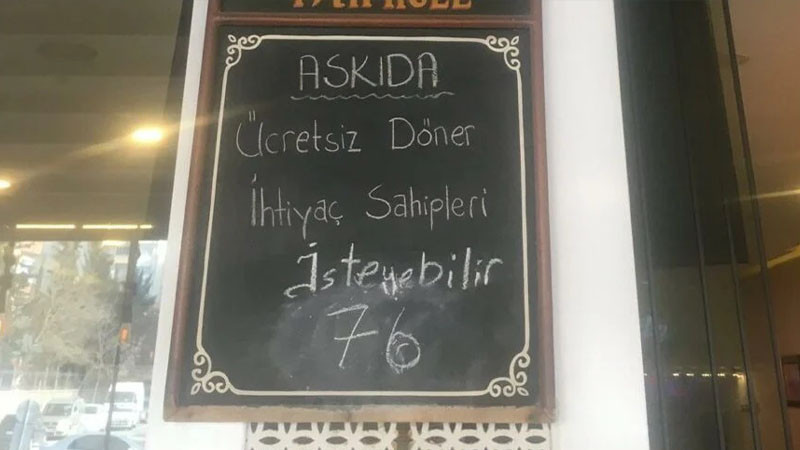 ASKIDA
Ücretsiz Döner
İhtiyaç Sahipleri
İsteyebilir
76